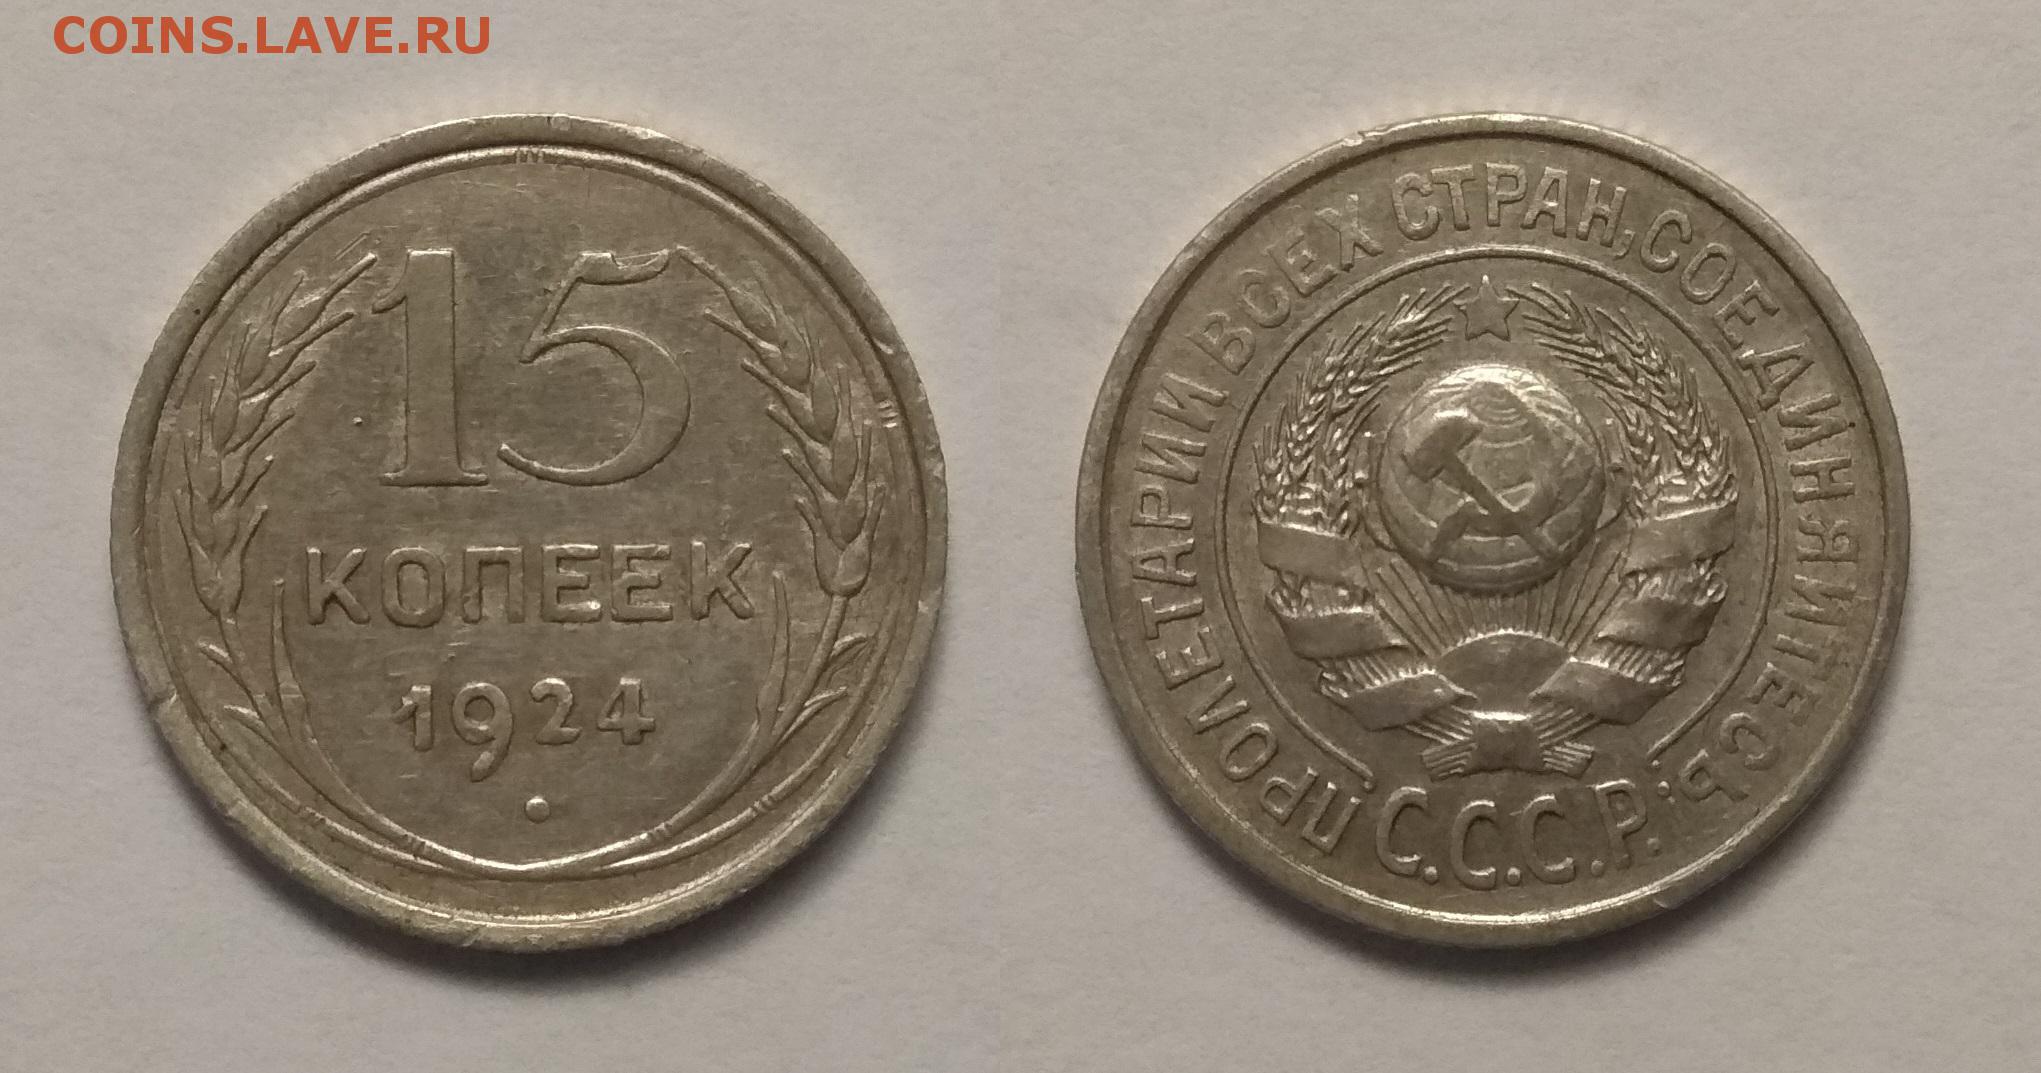 COINS.LAVE.RU
15
КОПЕЕК
1924
ПРОЛЕТАРИИ ВСЕХ СТРАН, СОЕДИНЯЙТЕСЬ!
С.С.С.Р.